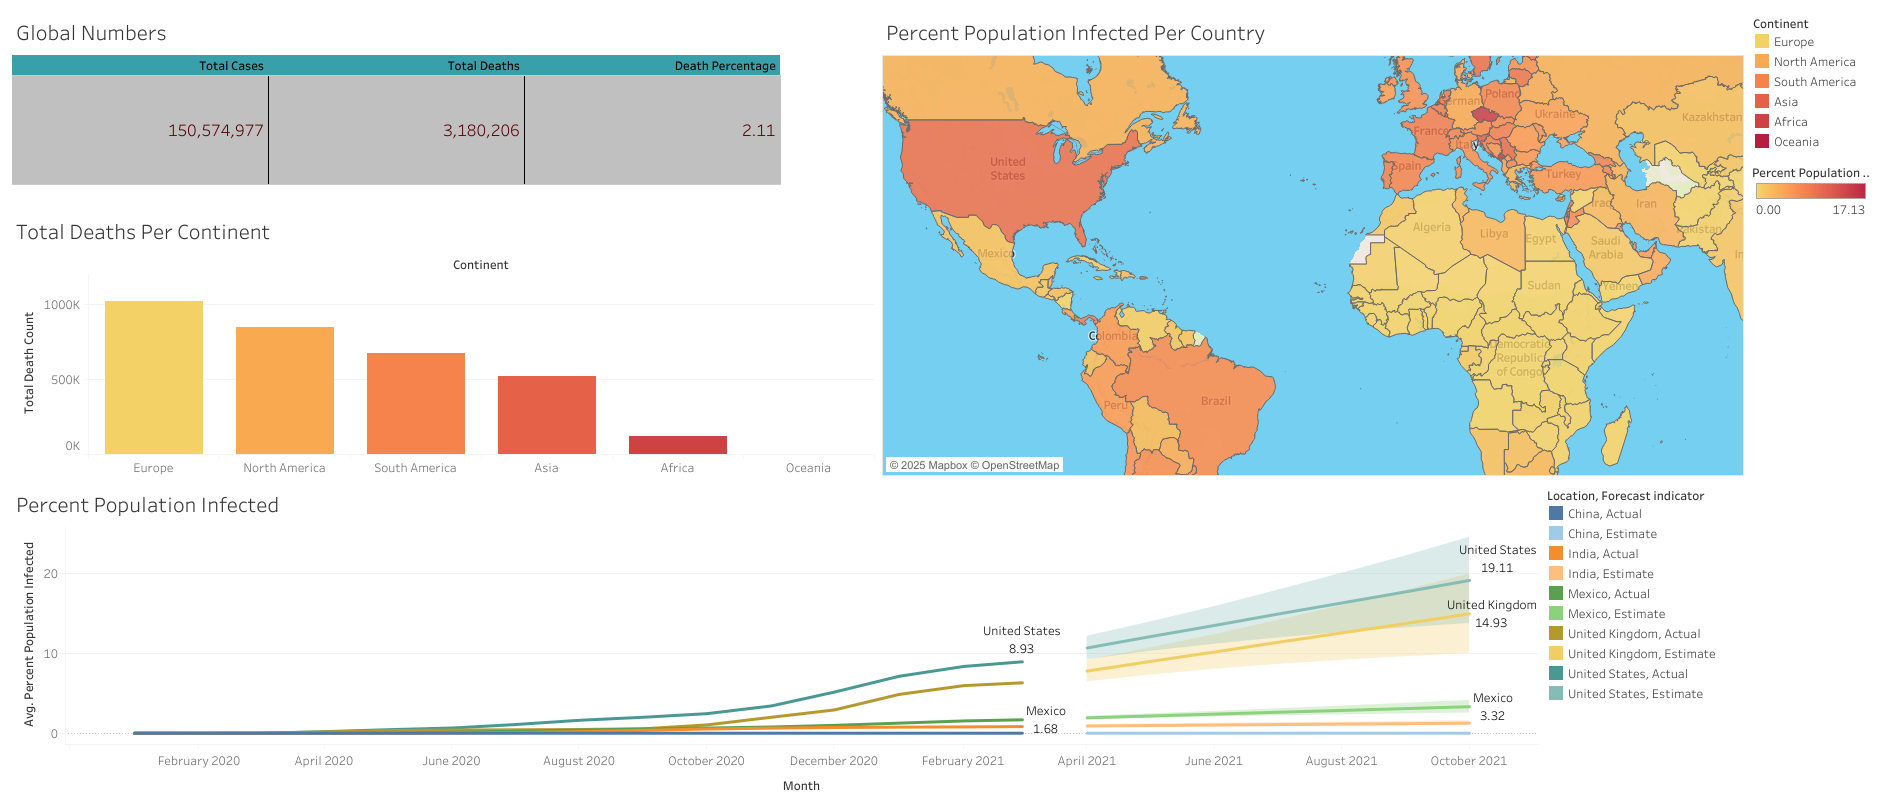 Global Numbers
Total Cases Total Deaths Death Percentage
150,574,977 3,180,206 2.11
Total Deaths Per Continent
Continent
Total Death Count
1000K
500K
0K
Europe North America South America Asia Africa Oceania
Percent Population Infected Per Country
United
States
Mexico
Colombia
Peru
Brazil
Poland
Ukraine
France
Italy
Spain
Turkey
Kazakhstan
Iraq
Iran
Algeria
Libya
Egypt
Saudi
Arabia
Sudan
Yemen
Democratic
Republic
of Congo
© 2025 Mapbox © OpenStreetMap
Continent
Europe
North America
South America
Asia
Africa
Oceania
Percent Population ..
0.00 17.13
Percent Population Infected
Avg. Percent Population Infected
20
10
0
United States
8.93
Mexico
1.68
United States
19.11
United Kingdom
14.93
Mexico
3.32
February 2020 April 2020 June 2020 August 2020 October 2020 December 2020 February 2021 April 2021 June 2021 August 2021 October 2021
Month
Location, Forecast indicator
China, Actual
China, Estimate
India, Actual
India, Estimate
Mexico, Actual
Mexico, Estimate
United Kingdom, Actual
United Kingdom, Estimate
United States, Actual
United States, Estimate